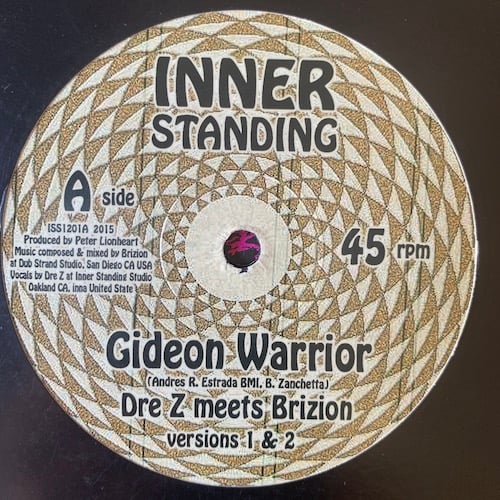 INNER
STANDING
A side
ISS1201A 2015
Produced by Peter Lionheart
Music composed & mixed by Brizion
at Dub Strand Studio, San Diego CA USA
Vocals by Dre Z at Inner Standing Studio
Oakland CA, inna United State
45 rpm
Gideon Warrior
(Andres R. Estrada BMI, B. Zanchetta)
Dre Z meets Brizion
versions 1 & 2